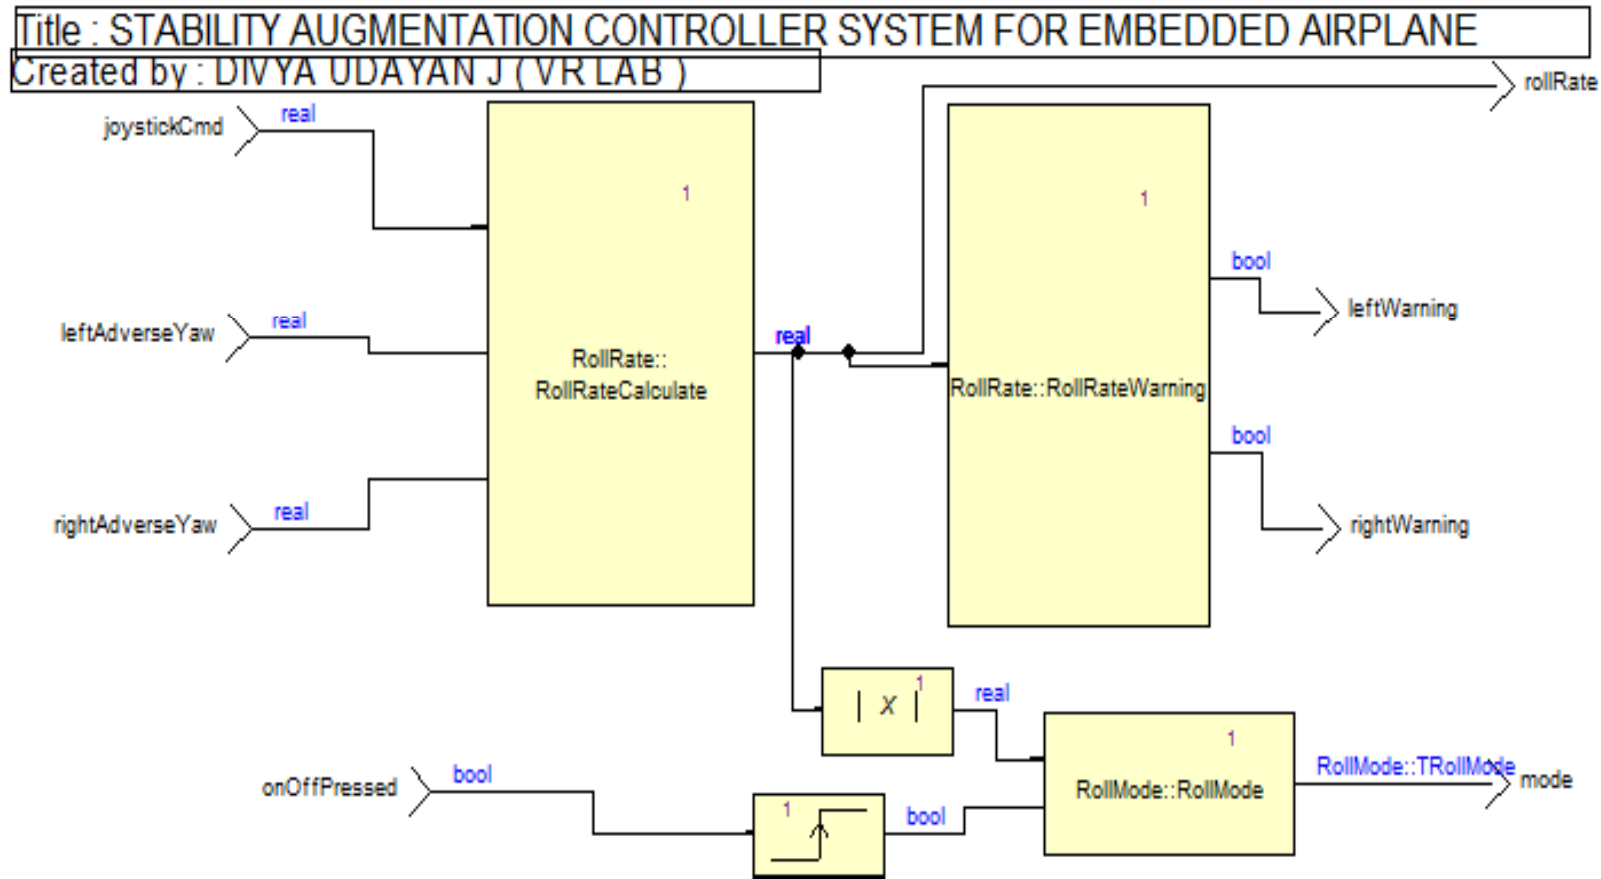 Title : STABILITY AUGMENTATION CONTROLLER SYSTEM FOR EMBEDDED AIRPLANE
Created by : DIVYA UDAYAN J ( VR LAB )
rollRate
joystickCmd
real
1
1
leftAdverseYaw
real
real
RollRate::
RollRateCalculate
RollRate::RollRateWarning
bool
leftWarning
bool
rightAdverseYaw
real
rightWarning
| X |
1
real
1
RollMode::RollMode
RollMode::TRollMode
mode
onOffPressed
bool
1
bool